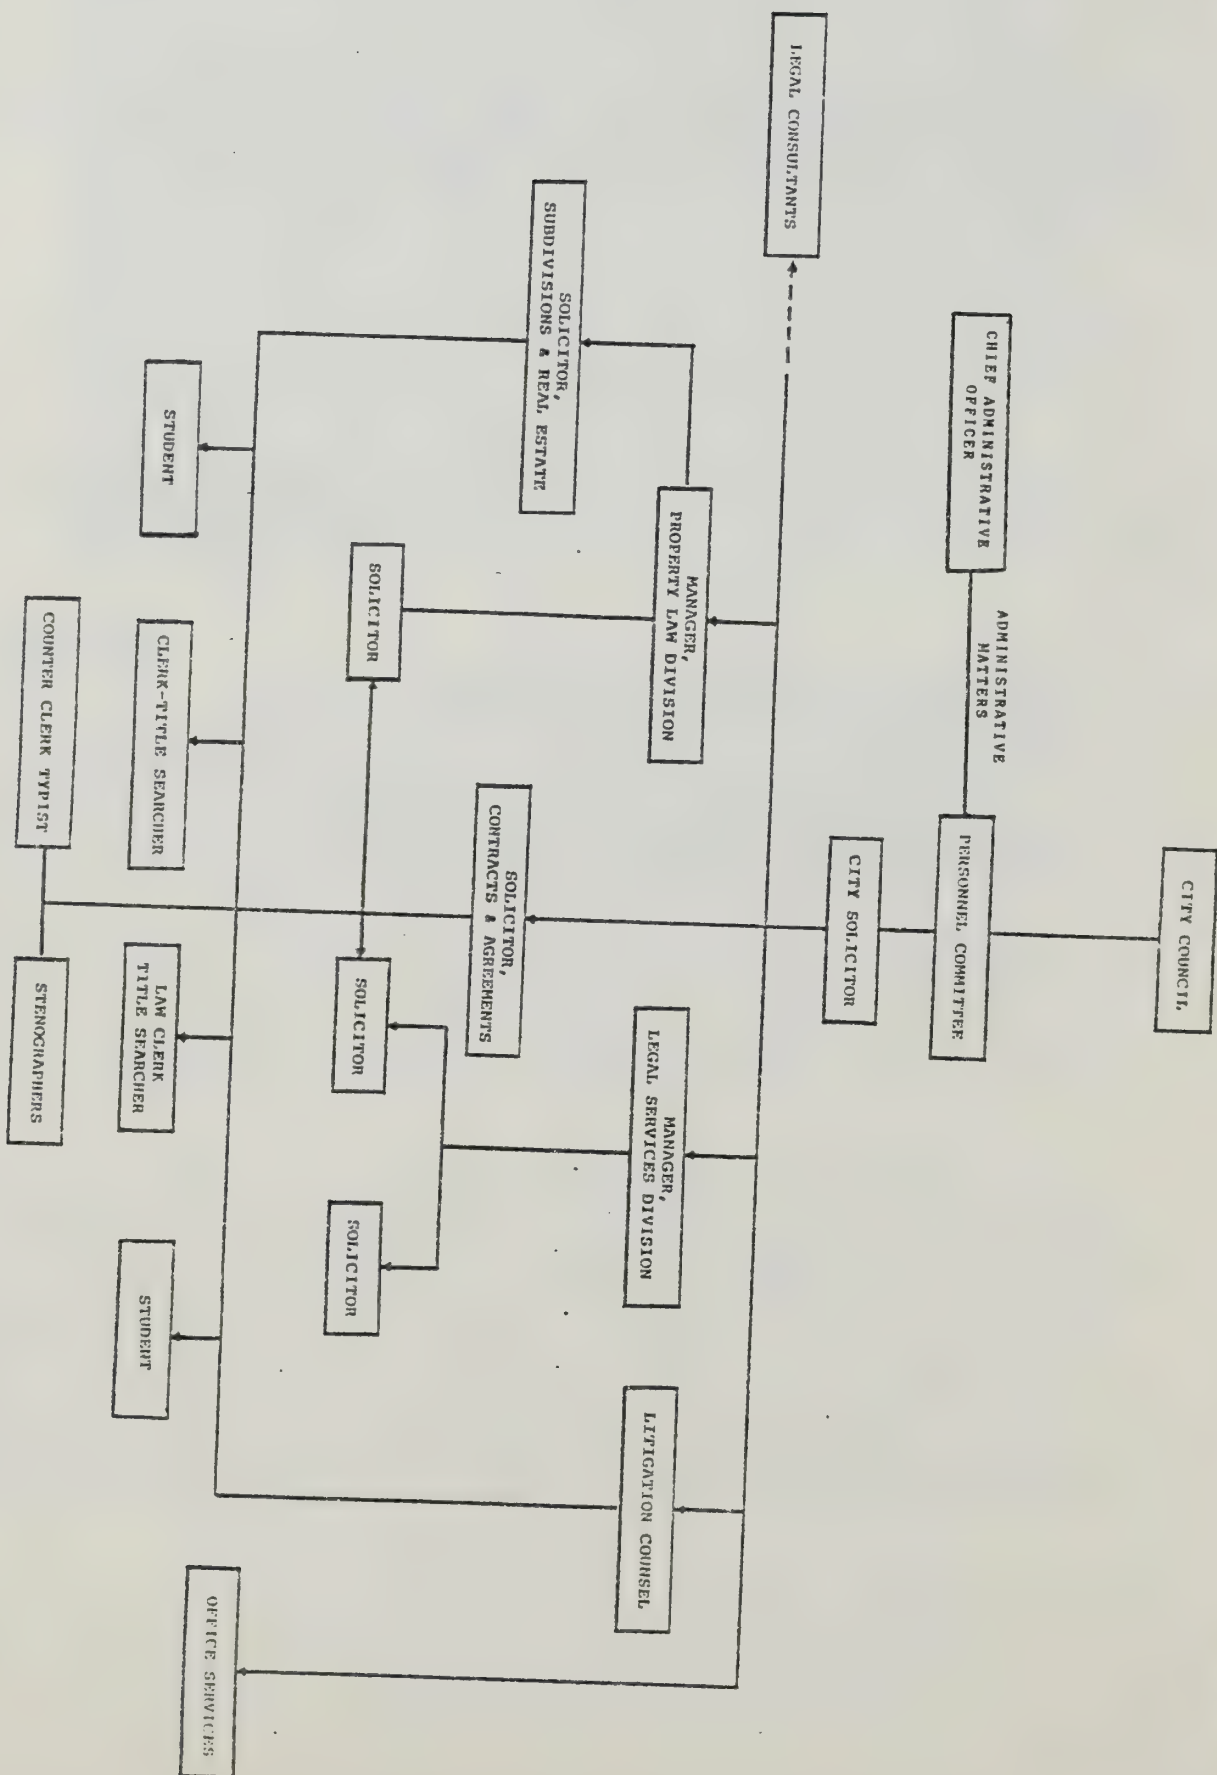 CITY COUNCIL
CHIEF ADMINISTRATIVE
OFFICER
ADMINISTRATIVE
MATTERS
PERSONNEL COMMITTEE
CITY SOLICITOR
LEGAL CONSULTANTS
MANAGER,
PROPERTY LAW DIVISION
MANAGER,
LEGAL SERVICES DIVISION
LITIGATION COUNSEL
SOLICITOR,
SUBDIVISIONS & REAL ESTATE
SOLICITOR,
CONTRACTS & AGREEMENTS
SOLICITOR
SOLICITOR
SOLICITOR
STUDENT
CLERK-TITLE SEARCHER
LAW CLERK
TITLE SEARCHER
STUDENT
OFFICE SERVICES
COUNTER CLERK TYPIST
STENOGRAPHERS